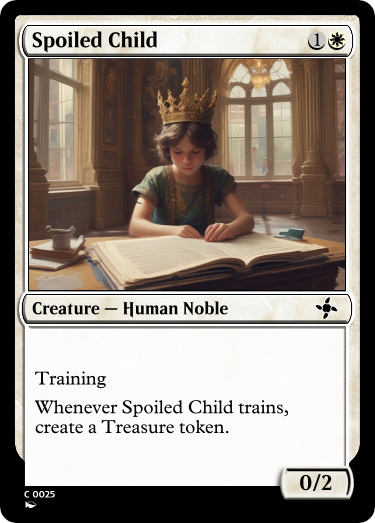 Spoiled Child 1
Creature — Human Noble
Training
Whenever Spoiled Child trains,
create a Treasure token.
0/2
C 0025